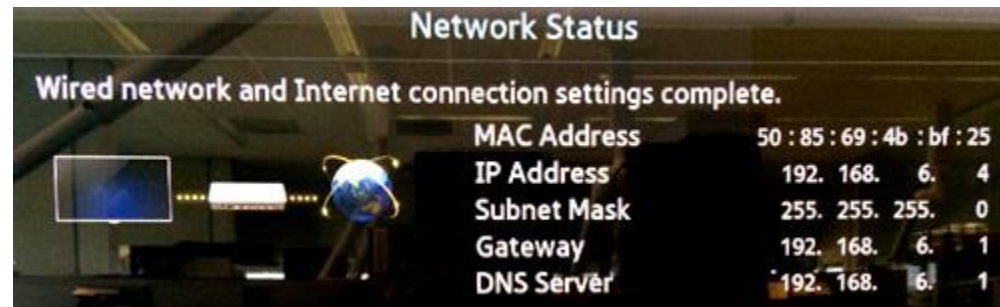 Network Status
Wired network and Internet connection settings complete.
MAC Address 50 : 85 : 69 : 4b : bf : 25
IP Address 192. 168. 6. 4
Subnet Mask 255. 255. 255. 0
Gateway 192. 168. 6. 1
DNS Server 192. 168. 6. 1